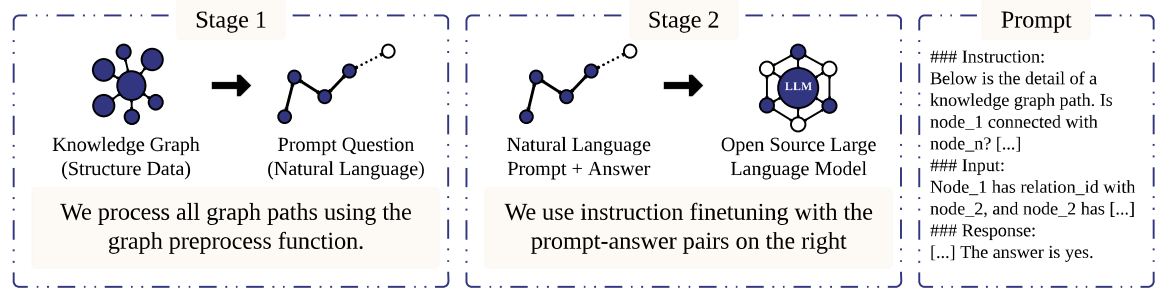 Stage 1
Knowledge Graph
(Structure Data)
Prompt Question
(Natural Language)
We process all graph paths using the
graph preprocess function.
Stage 2
Natural Language
Prompt + Answer
LLM
Open Source Large
Language Model
We use instruction finetuning with the
prompt-answer pairs on the right
Prompt
### Instruction:
Below is the detail of a
knowledge graph path. Is
node_1 connected with
node_n? [...]
### Input:
Node_1 has relation_id with
node_2, and node_2 has [...]
### Response:
[...] The answer is yes.